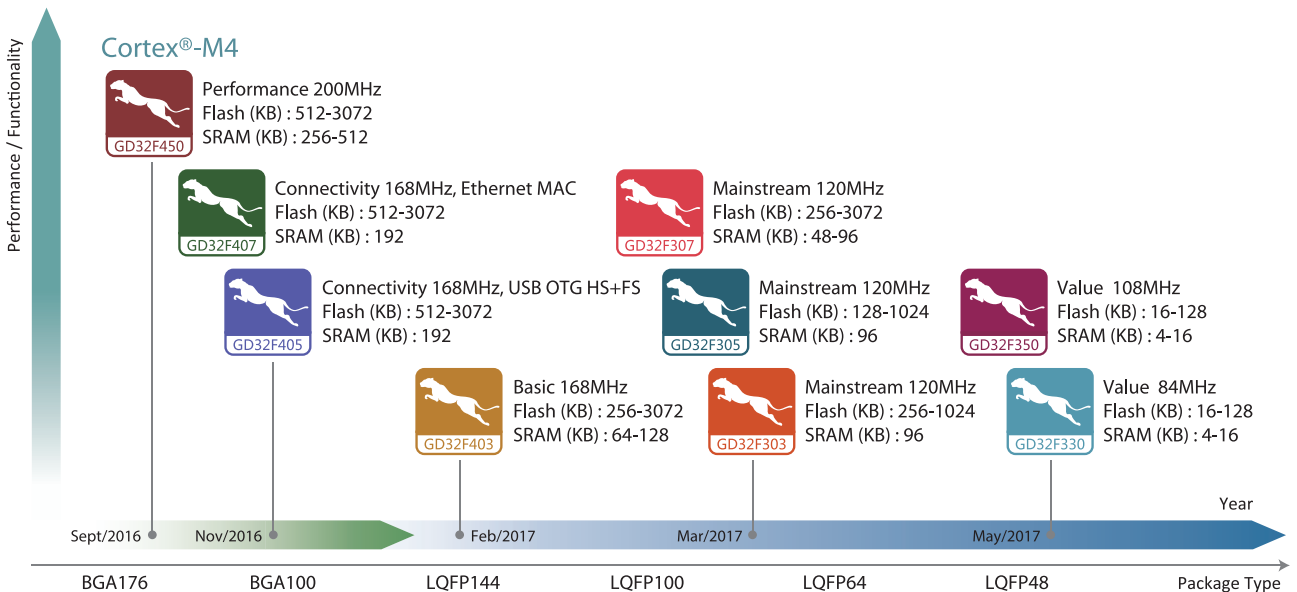 Performance / Functionality
Cortex®-M4
GD32F450
Performance 200MHz
Flash (KB) : 512-3072
SRAM (KB) : 256-512
GD32F407
Connectivity 168MHz, Ethernet MAC
Flash (KB) : 512-3072
SRAM (KB) : 192
GD32F307
Mainstream 120MHz
Flash (KB) : 256-3072
SRAM (KB) : 48-96
GD32F405
Connectivity 168MHz, USB OTG HS+FS
Flash (KB) : 512-3072
SRAM (KB) : 192
GD32F305
Mainstream 120MHz
Flash (KB) : 128-1024
SRAM (KB) : 96
GD32F350
Value 108MHz
Flash (KB) : 16-128
SRAM (KB) : 4-16
GD32F403
Basic 168MHz
Flash (KB) : 256-3072
SRAM (KB) : 64-128
GD32F303
Mainstream 120MHz
Flash (KB) : 256-1024
SRAM (KB) : 96
GD32F330
Value 84MHz
Flash (KB) : 16-128
SRAM (KB) : 4-16
Year
Sept/2016
Nov/2016
Feb/2017
Mar/2017
May/2017
BGA176
BGA100
LQFP144
LQFP100
LQFP64
LQFP48
Package Type